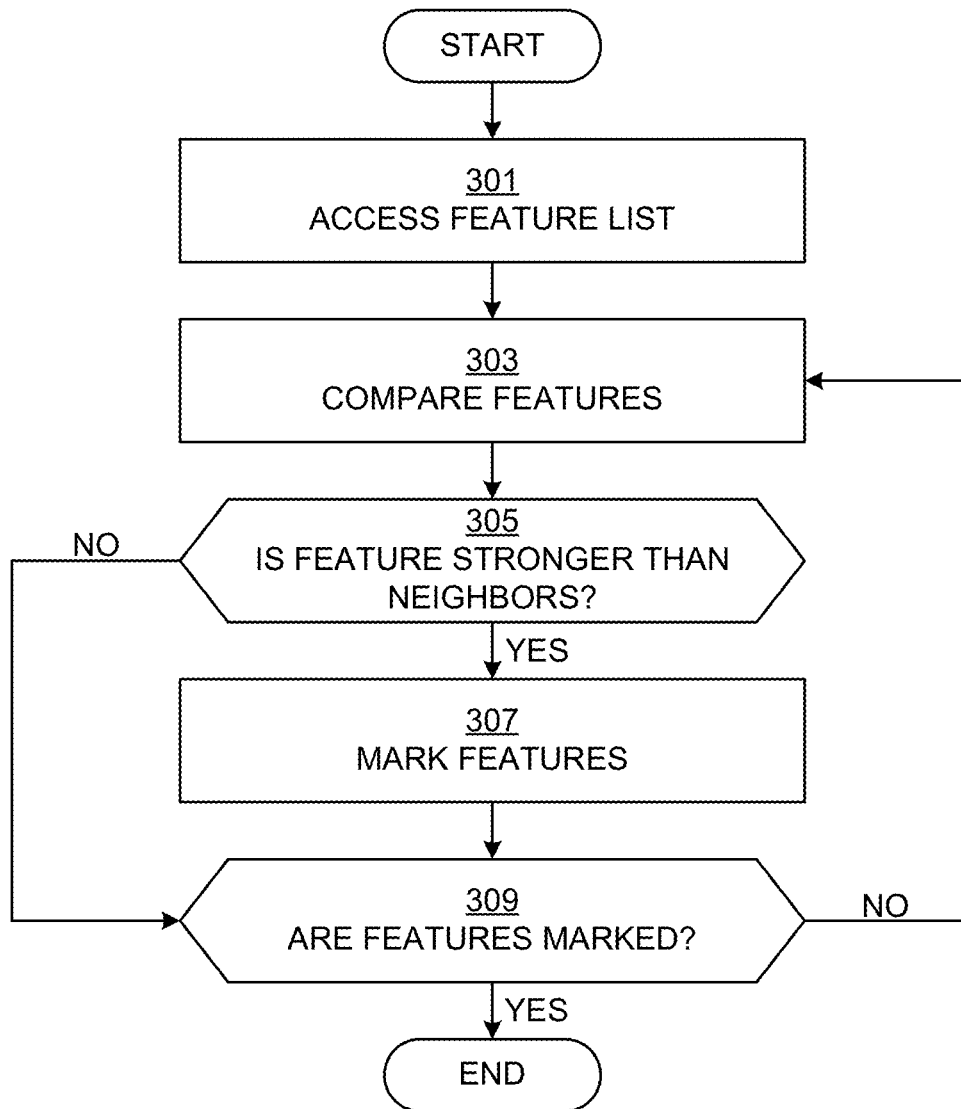 START
301
ACCESS FEATURE LIST
303
COMPARE FEATURES
305
IS FEATURE STRONGER THAN
NEIGHBORS?
NO
YES
307
MARK FEATURES
309
ARE FEATURES MARKED?
NO
YES
END